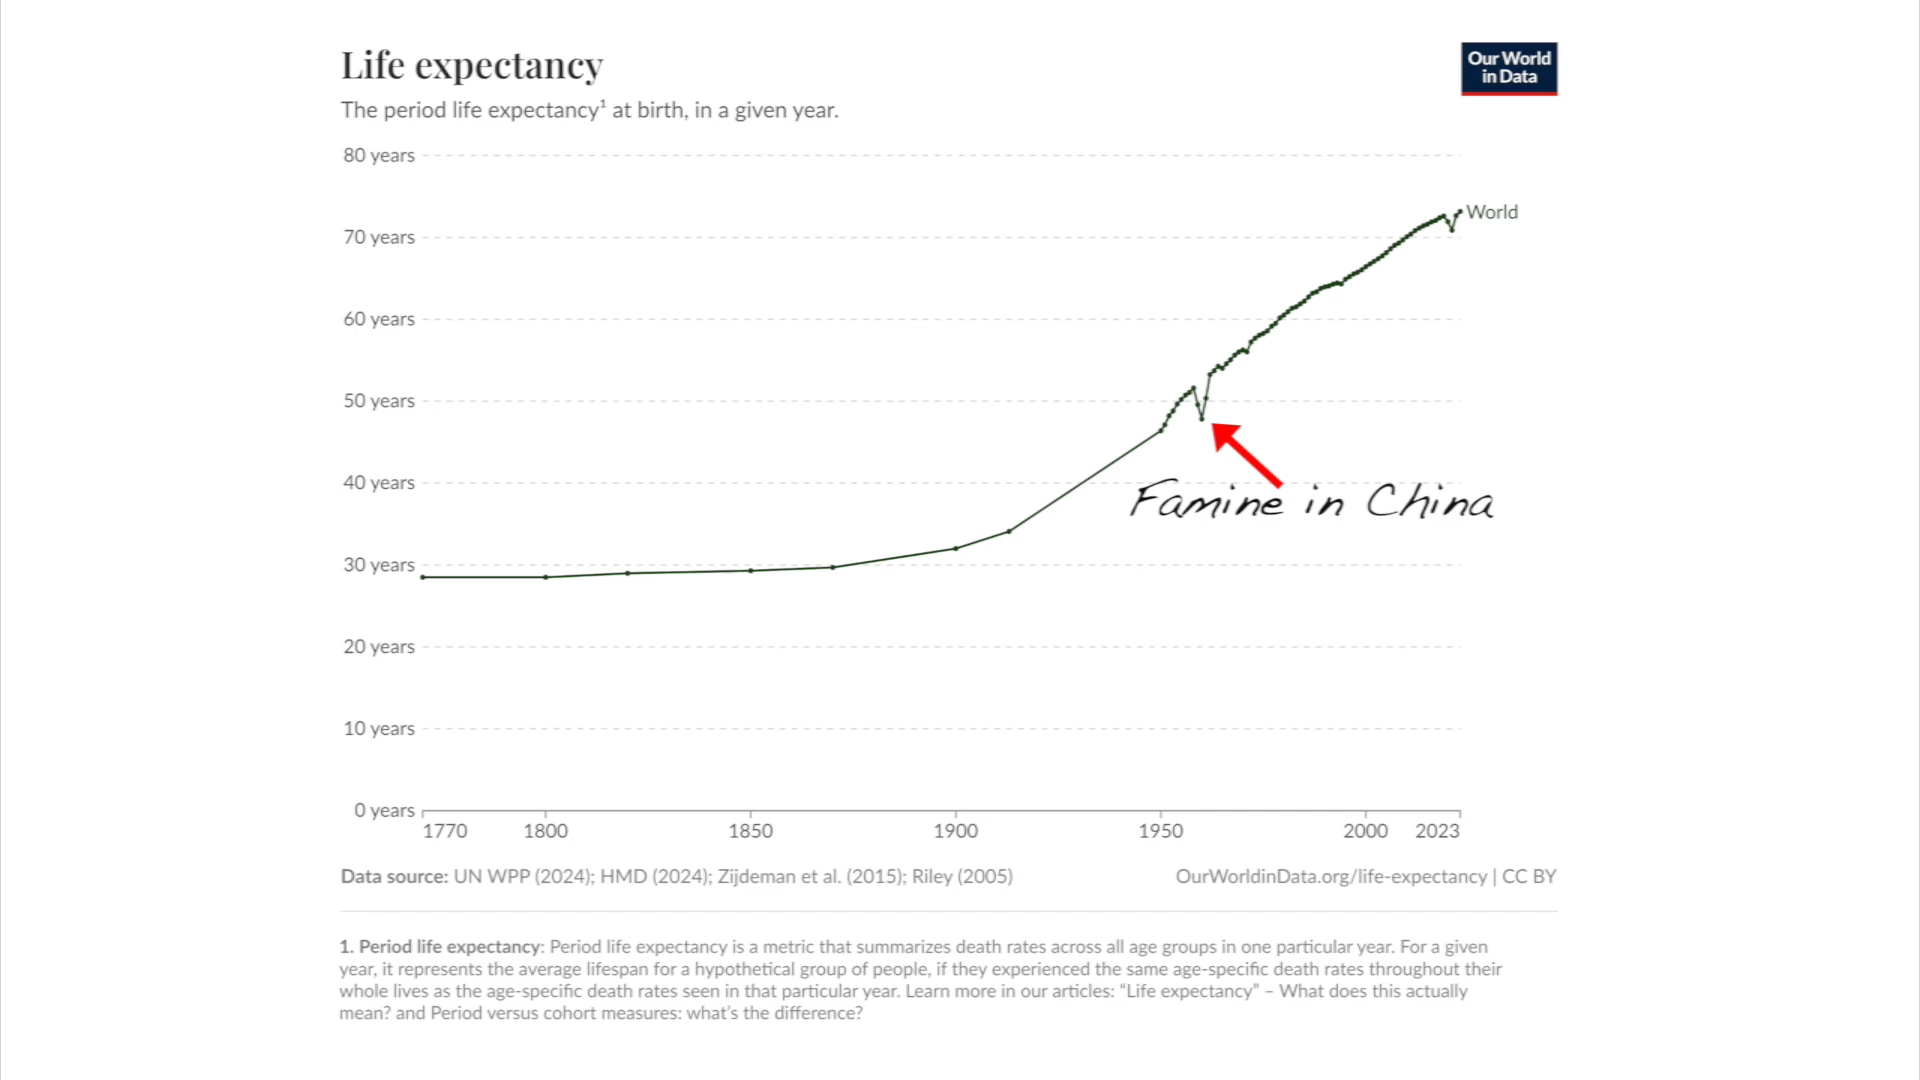 Life expectancy
Our World
in Data
The period life expectancy¹ at birth, in a given year.
80 years
World
70 years
60 years
50 years
40 years
Famine in China
30 years
20 years
10 years
0 years
1770 1800 1850 1900 1950 2000 2023
Data source: UN WPP (2024); HMD (2024); Zijdeman et al. (2015); Riley (2005)
OurWorldinData.org/life-expectancy | CC BY
1. Period life expectancy: Period life expectancy is a metric that summarizes death rates across all age groups in one particular year. For a given
year, it represents the average lifespan for a hypothetical group of people, if they experienced the same age-specific death rates throughout their
whole lives as the age-specific death rates seen in that particular year. Learn more in our articles: “Life expectancy” – What does this actually
mean? and Period versus cohort measures: what’s the difference?